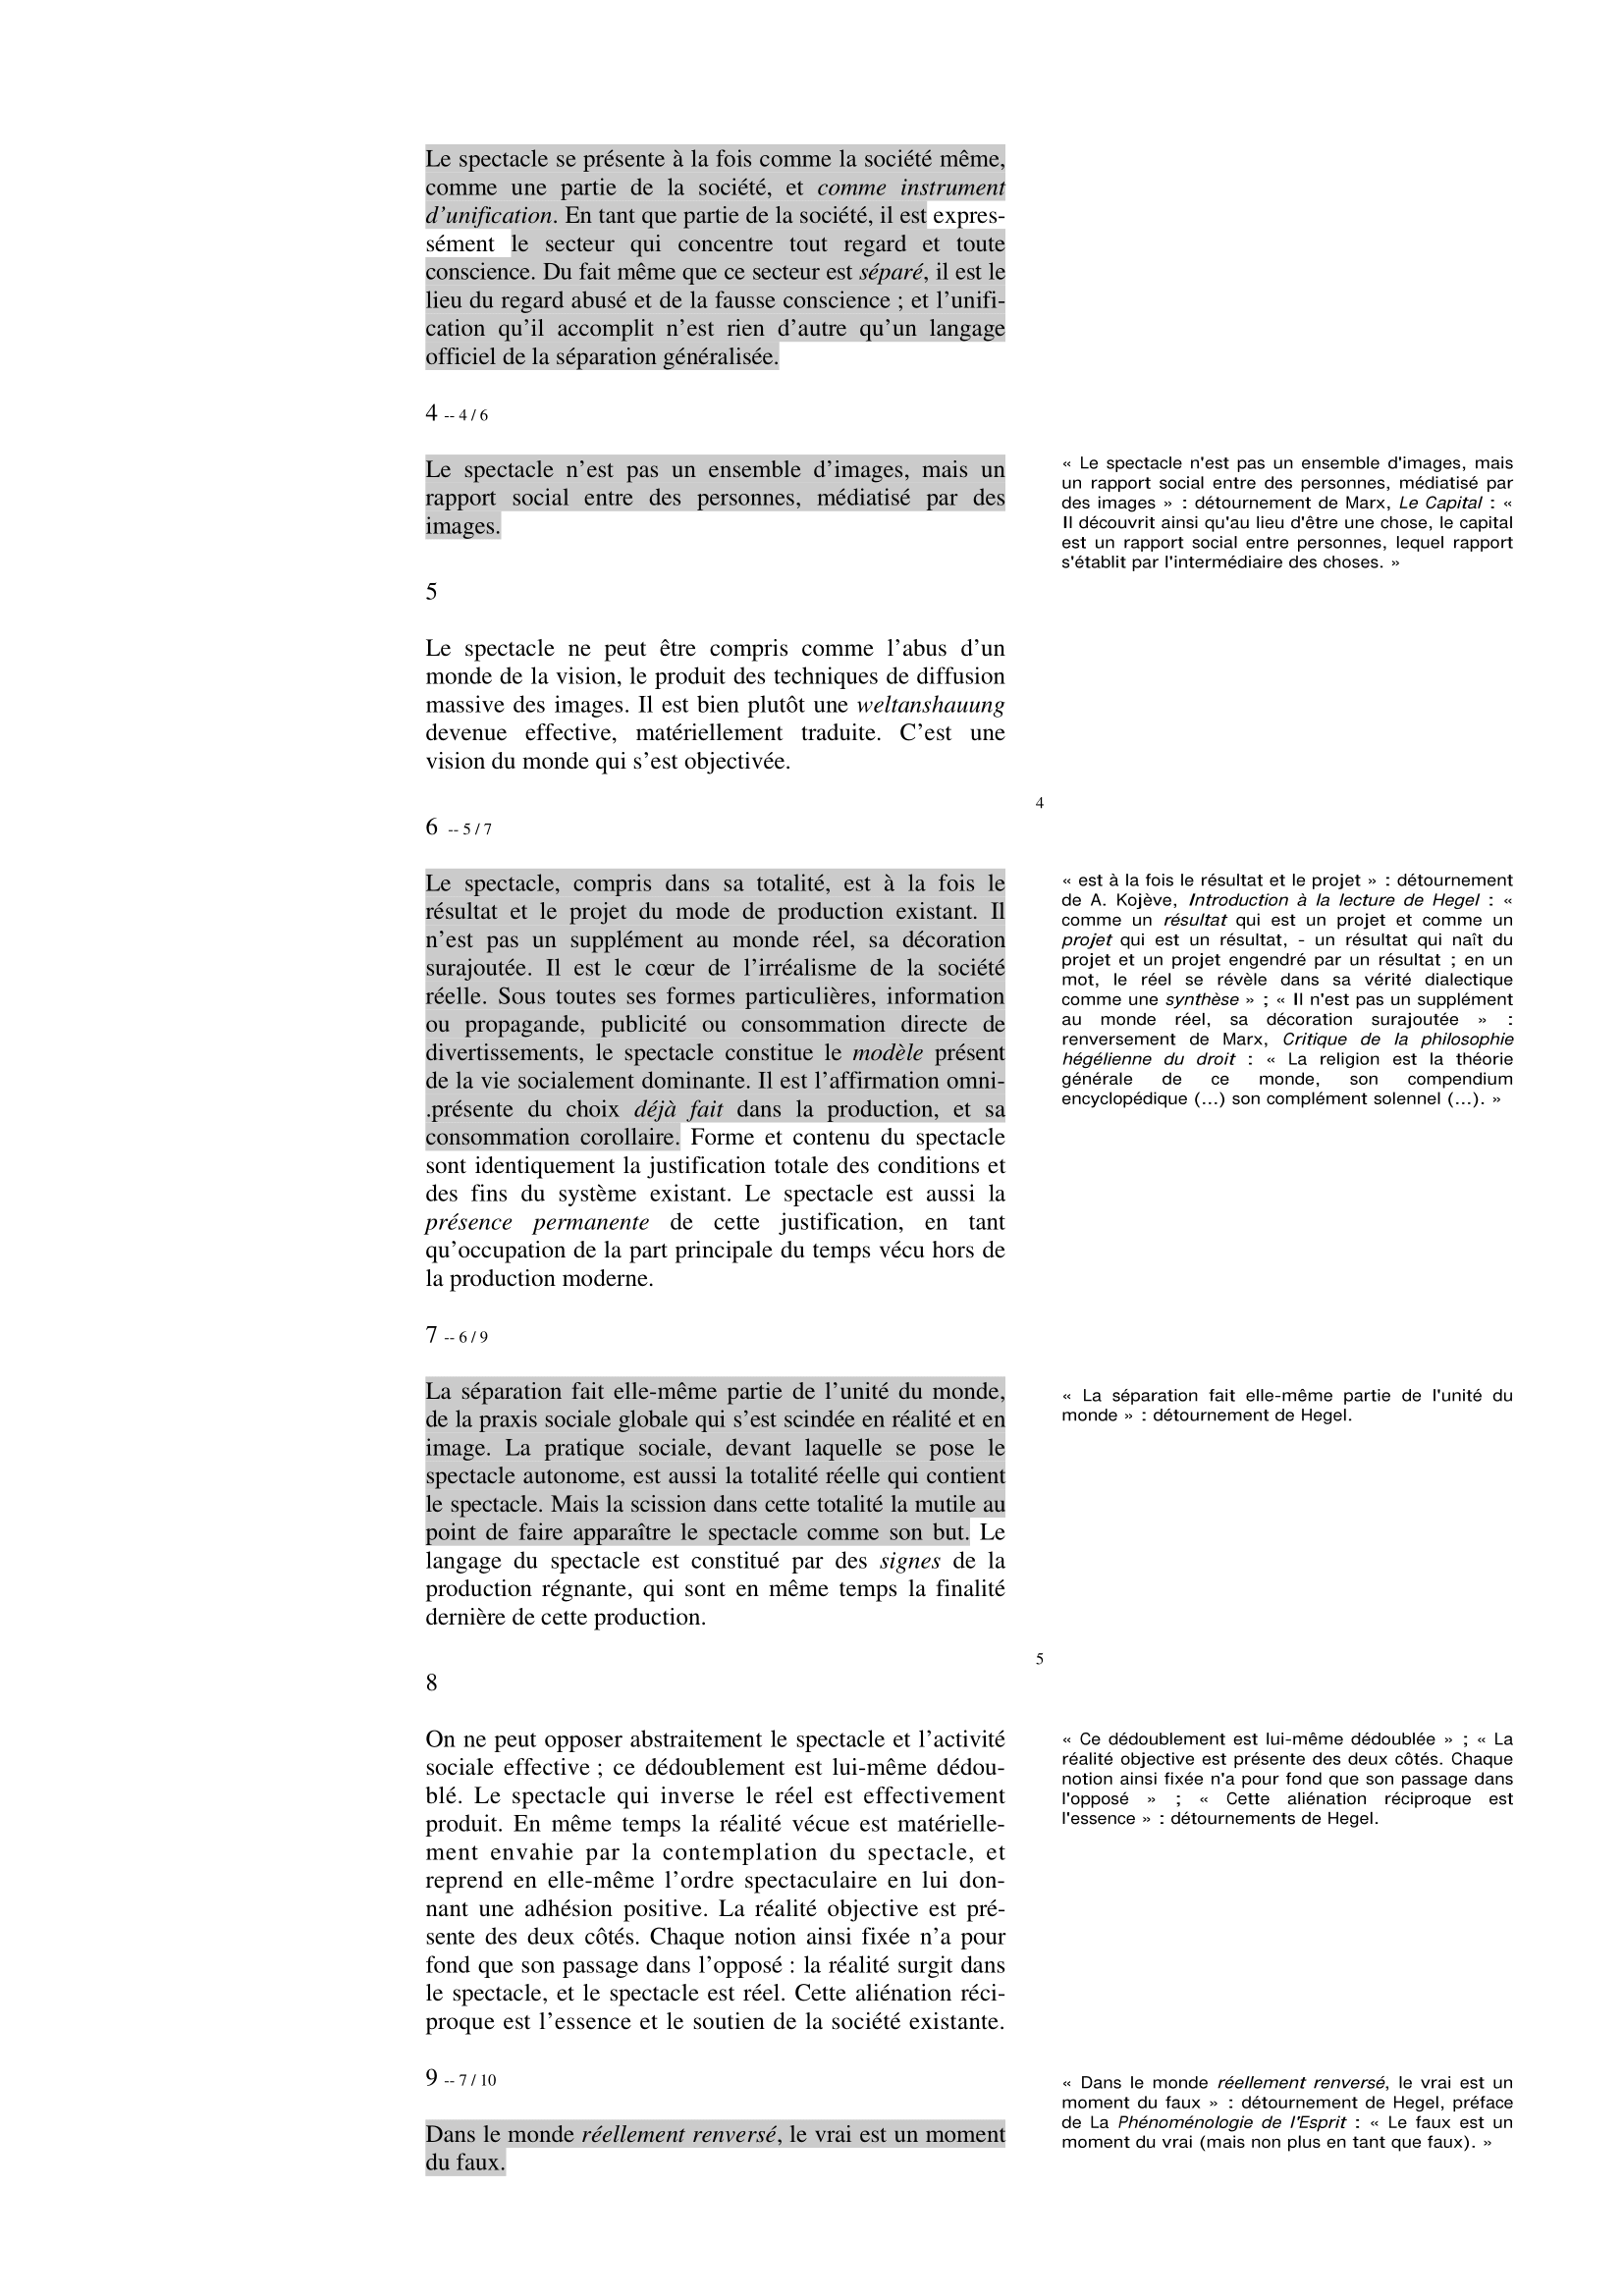 Le spectacle se présente à la fois comme la société même,
comme une partie de la société, et comme instrument
d’unification. En tant que partie de la société, il est expres-
sément le secteur qui concentre tout regard et toute
conscience. Du fait même que ce secteur est séparé, il est le
lieu du regard abusé et de la fausse conscience ; et l’unifi-
cation qu’il accomplit n’est rien d’autre qu’un langage
officiel de la séparation généralisée.
4 -- 4 / 6
Le spectacle n’est pas un ensemble d’images, mais un
rapport social entre des personnes, médiatisé par des
images.
« Le spectacle n'est pas un ensemble d'images, mais
un rapport social entre des personnes, médiatisé par
des images » : détournement de Marx, Le Capital : «
Il découvrit ainsi qu'au lieu d'être une chose, le capital
est un rapport social entre personnes, lequel rapport
s'établit par l'intermédiaire des choses. »
5
Le spectacle ne peut être compris comme l’abus d’un
monde de la vision, le produit des techniques de diffusion
massive des images. Il est bien plutôt une weltanshauung
devenue effective, matériellement traduite. C’est une
vision du monde qui s’est objectivée.
4
6 -- 5 / 7
Le spectacle, compris dans sa totalité, est à la fois le
résultat et le projet du mode de production existant. Il
n’est pas un supplément au monde réel, sa décoration
surajoutée. Il est le cœur de l’irréalisme de la société
réelle. Sous toutes ses formes particulières, information
ou propagande, publicité ou consommation directe de
divertissements, le spectacle constitue le modèle présent
de la vie socialement dominante. Il est l’affirmation omni-
.présente du choix déjà fait dans la production, et sa
consommation corollaire. Forme et contenu du spectacle
sont identiquement la justification totale des conditions et
des fins du système existant. Le spectacle est aussi la
présence permanente de cette justification, en tant
qu’occupation de la part principale du temps vécu hors de
la production moderne.
« est à la fois le résultat et le projet » : détournement
de A. Kojève, Introduction à la lecture de Hegel : «
comme un résultat qui est un projet et comme un
projet qui est un résultat, - un résultat qui naît du
projet et un projet engendré par un résultat ; en un
mot, le réel se révèle dans sa vérité dialectique
comme une synthèse » ; « Il n'est pas un supplément
au monde réel, sa décoration surajoutée » :
renversement de Marx, Critique de la philosophie
hégélienne du droit : « La religion est la théorie
générale de ce monde, son compendium
encyclopédique (...) son complément solennel (...). »
7 -- 6 / 9
La séparation fait elle-même partie de l’unité du monde,
de la praxis sociale globale qui s’est scindée en réalité et en
image. La pratique sociale, devant laquelle se pose le
spectacle autonome, est aussi la totalité réelle qui contient
le spectacle. Mais la scission dans cette totalité la mutile au
point de faire apparaître le spectacle comme son but. Le
langage du spectacle est constitué par des signes de la
production régnante, qui sont en même temps la finalité
dernière de cette production.
« La séparation fait elle-même partie de l'unité du
monde » : détournement de Hegel.
5
8
On ne peut opposer abstraitement le spectacle et l’activité
sociale effective ; ce dédoublement est lui-même dédou-
blé. Le spectacle qui inverse le réel est effectivement
produit. En même temps la réalité vécue est matérielle-
ment envahie par la contemplation du spectacle, et
reprend en elle-même l’ordre spectaculaire en lui don-
nant une adhésion positive. La réalité objective est pré-
sente des deux côtés. Chaque notion ainsi fixée n’a pour
fond que son passage dans l’opposé : la réalité surgit dans
le spectacle, et le spectacle est réel. Cette aliénation réci-
proque est l’essence et le soutien de la société existante.
« Ce dédoublement est lui-même dédoublée » ; « La
réalité objective est présente des deux côtés. Chaque
notion ainsi fixée n'a pour fond que son passage dans
l'opposé » ; « Cette aliénation réciproque est
l'essence » : détournements de Hegel.
9 -- 7 / 10
Dans le monde réellement renversé, le vrai est un moment
du faux.
« Dans le monde réellement renversé, le vrai est un
moment du faux » : détournement de Hegel, préface
de La Phénoménologie de l'Esprit : « Le faux est un
moment du vrai (mais non plus en tant que faux). »